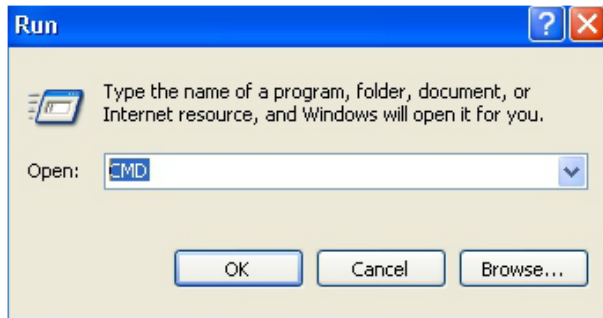 Run
Type the name of a program, folder, document, or
Internet resource, and Windows will open it for you.
Open: CMD
OK Cancel Browse...